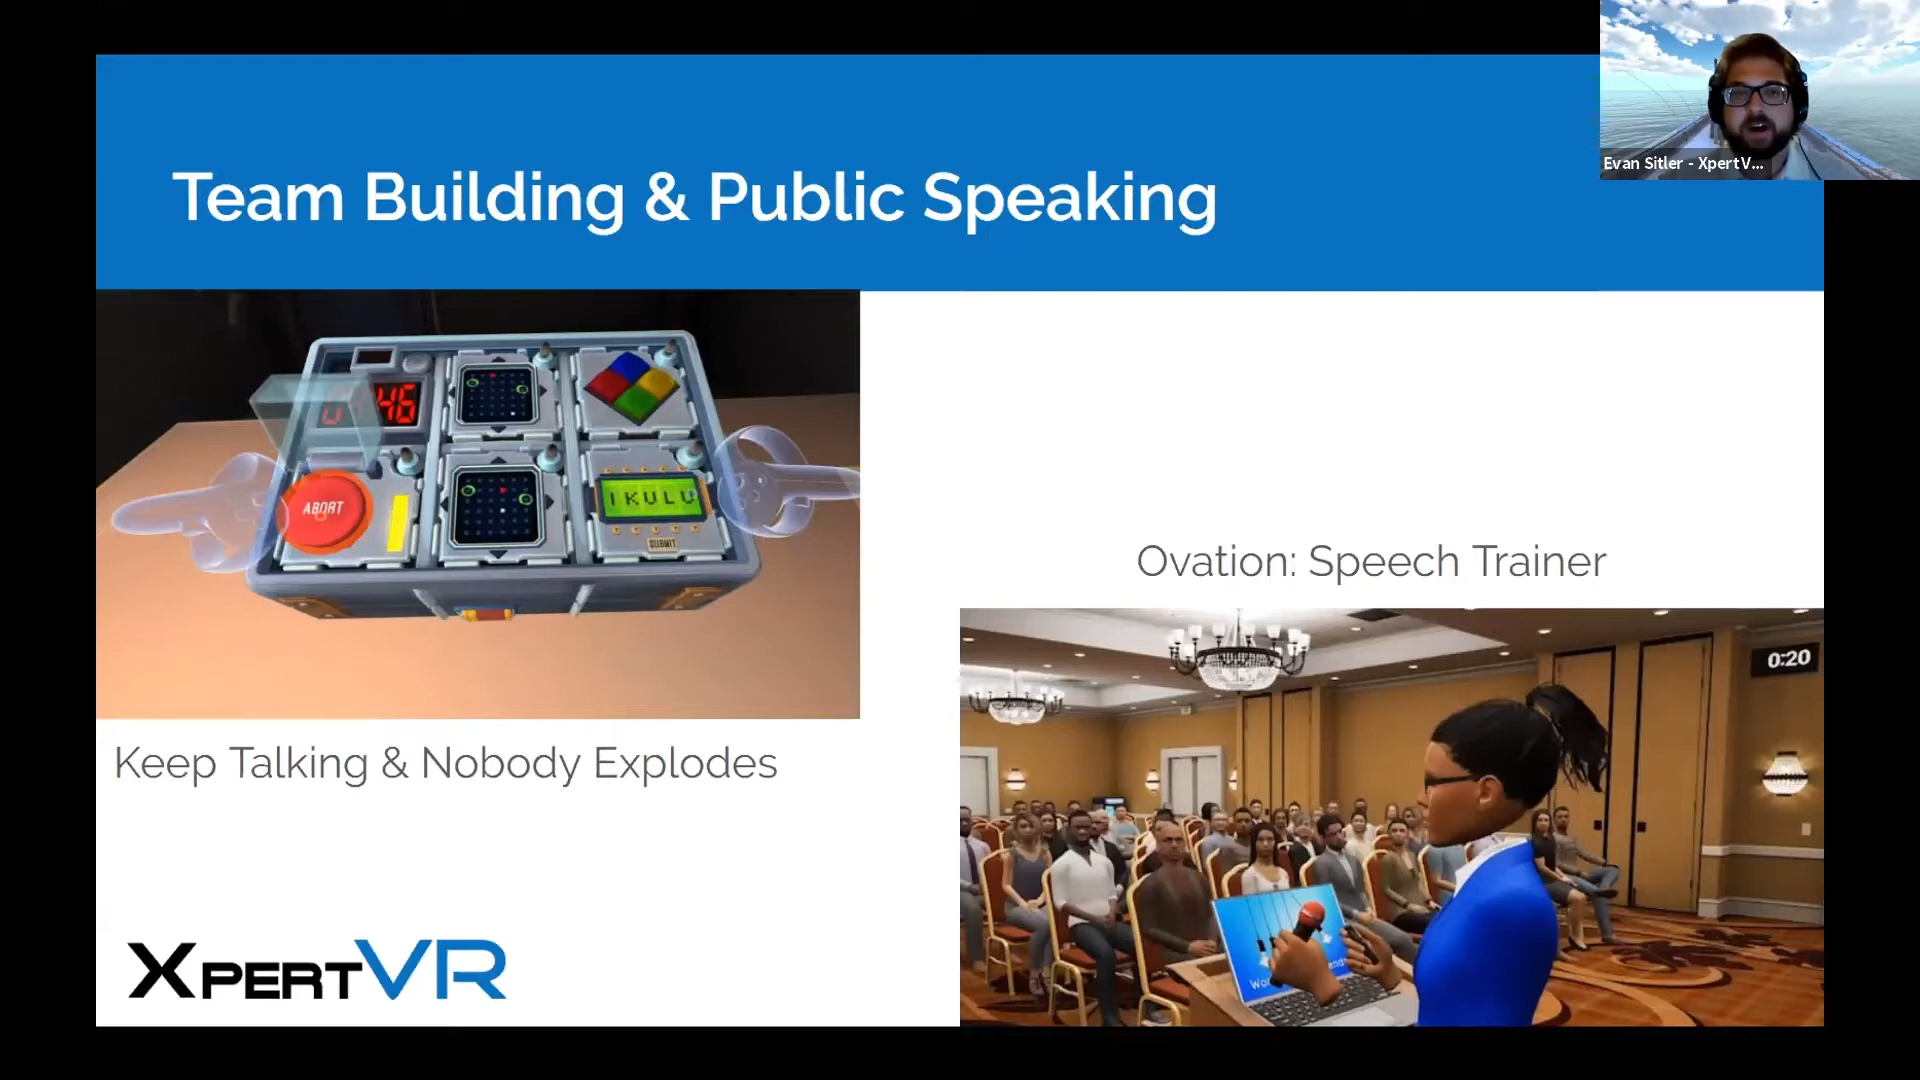 Evan Sitler - XpertV...
Team Building & Public Speaking
46
ABORT
IKULU
SUBMIT
Keep Talking & Nobody Explodes
Ovation: Speech Trainer
0:20
XPERTVR